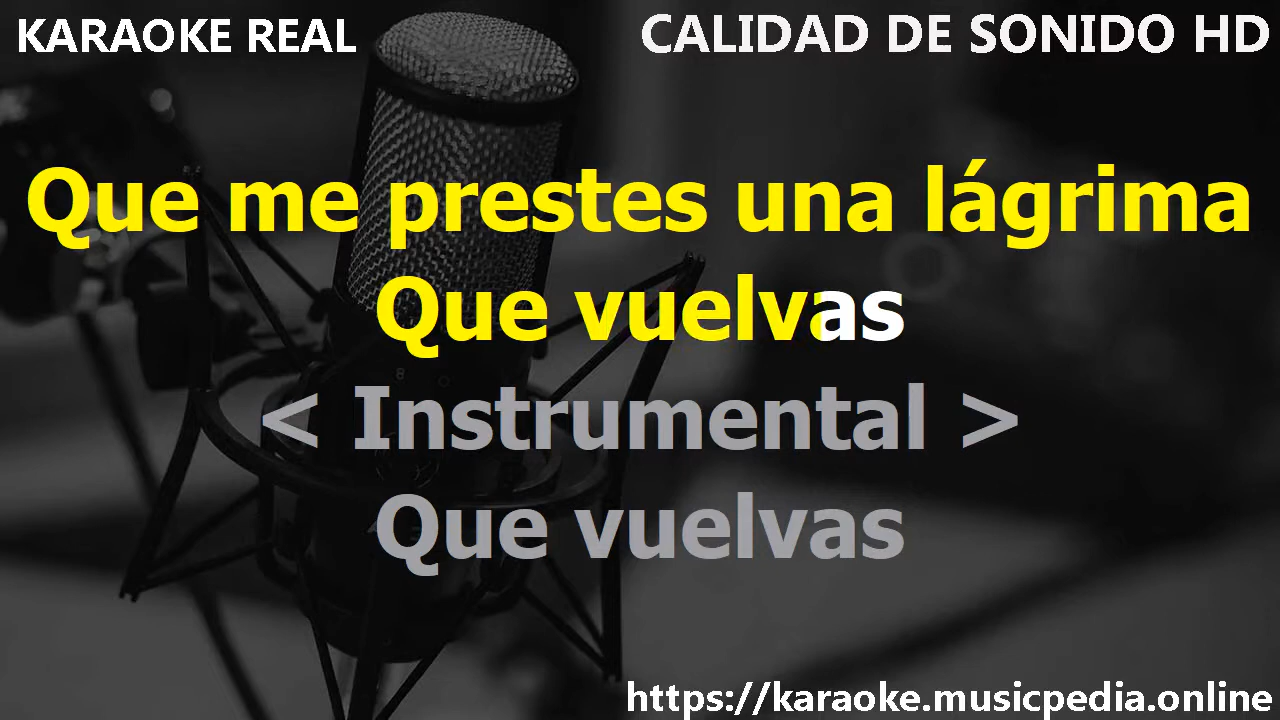 KARAOKE REAL
CALIDAD DE SONIDO HD
Que me prestes una lágrima
Que vuelvas
< Instrumental >
Que vuelvas
https://karaoke.musicpedia.online